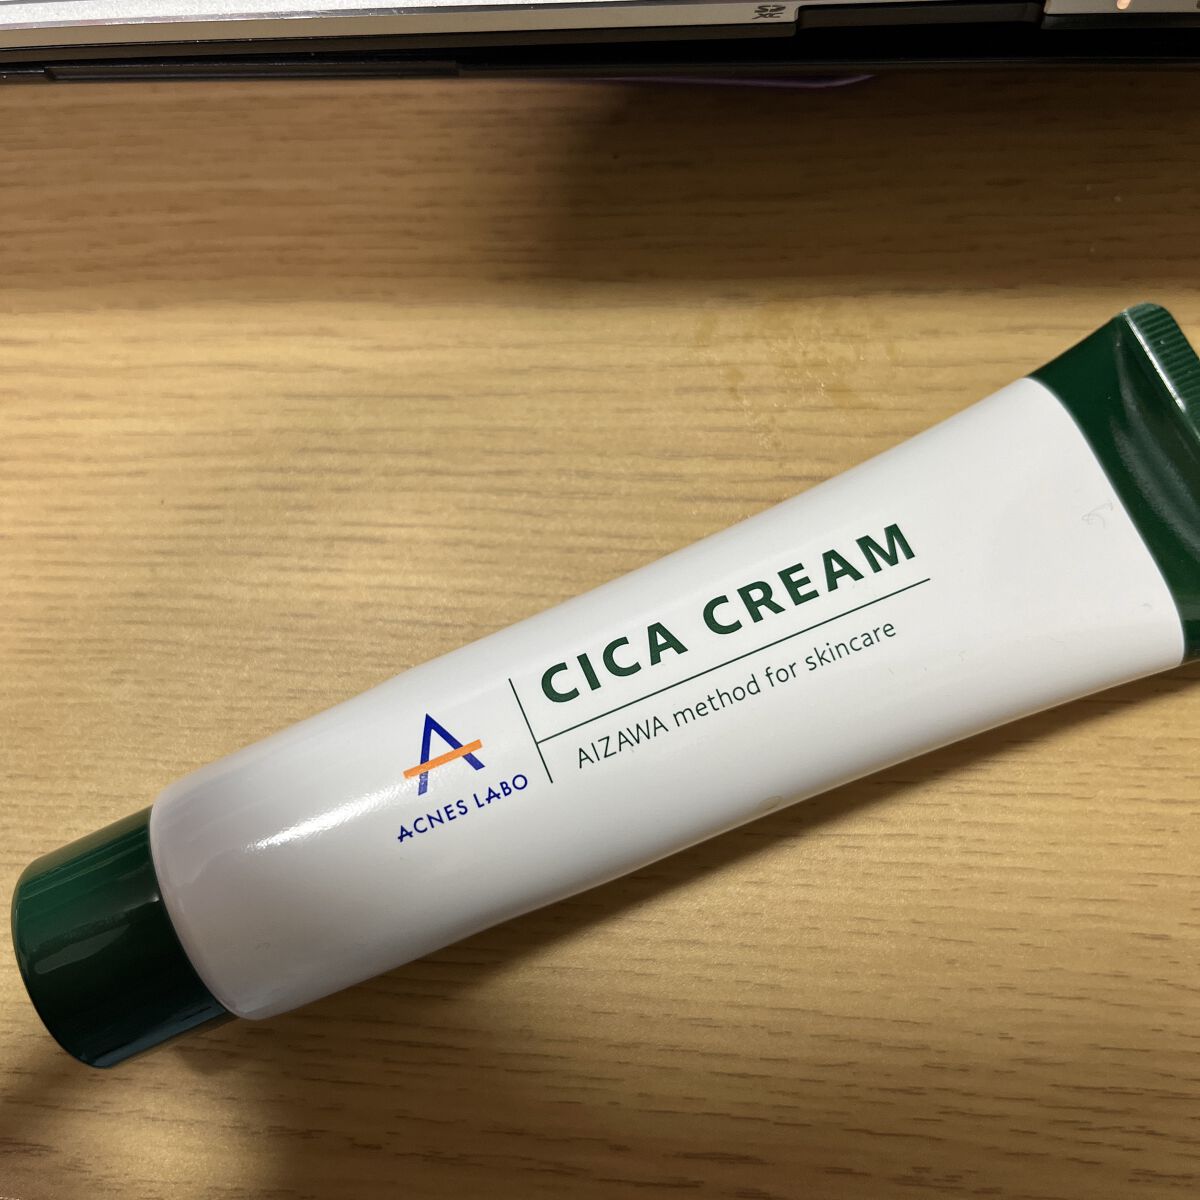 CICA CREAM
AIZAWA method for skincare
A
ACNES LABO